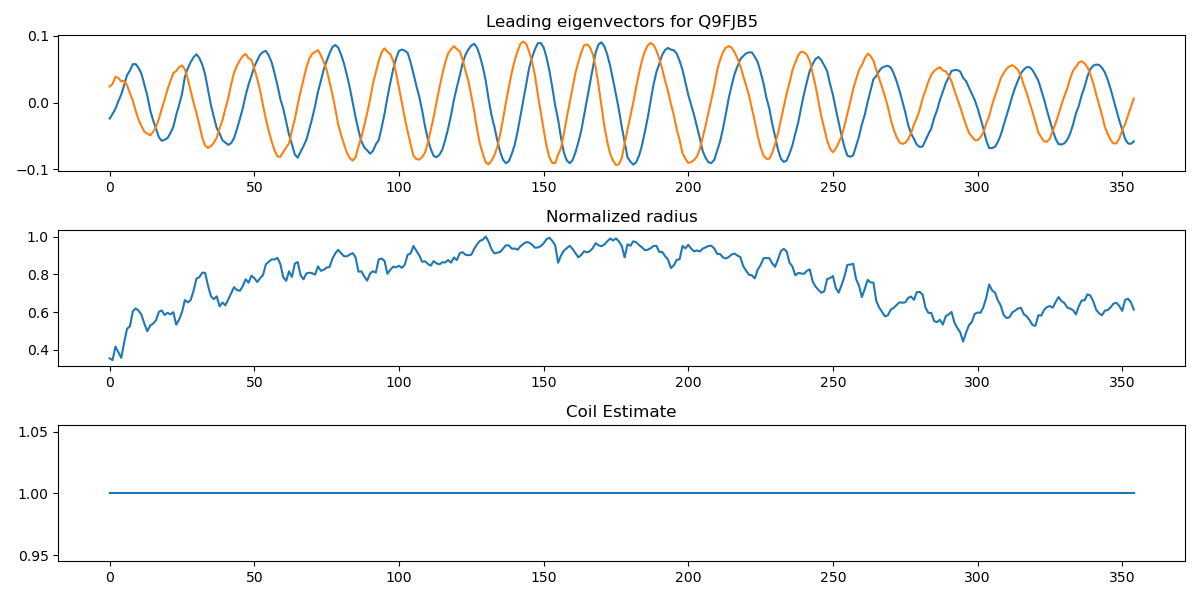 Leading eigenvectors for Q9FJB5
0.1
0.0
−0.1
0 50 100 150 200 250 300 350
Normalized radius
1.0
0.8
0.6
0.4
0 50 100 150 200 250 300 350
Coil Estimate
1.05
1.00
0.95
0 50 100 150 200 250 300 350